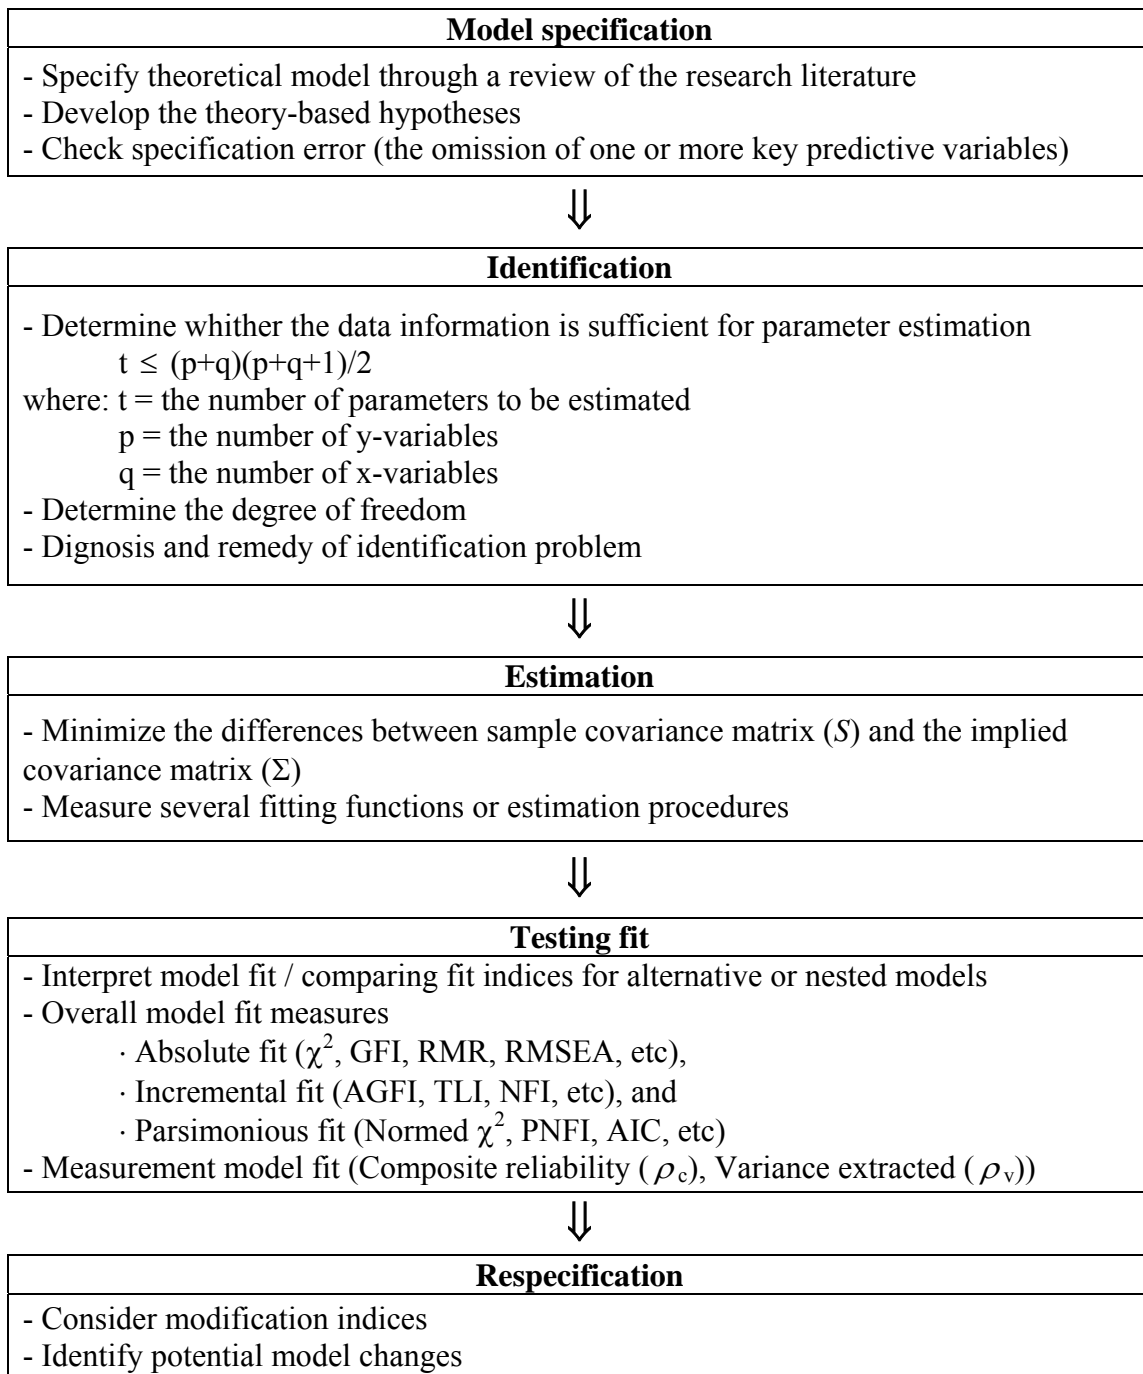 Model specification
- Specify theoretical model through a review of the research literature
- Develop the theory-based hypotheses
- Check specification error (the omission of one or more key predictive variables)
⇓
Identification
- Determine whither the data information is sufficient for parameter estimation
t ≤ (p+q)(p+q+1)/2
where: t = the number of parameters to be estimated
p = the number of y-variables
q = the number of x-variables
- Determine the degree of freedom
- Dignosis and remedy of identification problem
⇓
Estimation
- Minimize the differences between sample covariance matrix (S) and the implied
covariance matrix (Σ)
- Measure several fitting functions or estimation procedures
⇓
Testing fit
- Interpret model fit / comparing fit indices for alternative or nested models
- Overall model fit measures
· Absolute fit (χ², GFI, RMR, RMSEA, etc),
· Incremental fit (AGFI, TLI, NFI, etc), and
· Parsimonious fit (Normed χ², PNFI, AIC, etc)
- Measurement model fit (Composite reliability (ρc), Variance extracted (ρv))
⇓
Respecification
- Consider modification indices
- Identify potential model changes